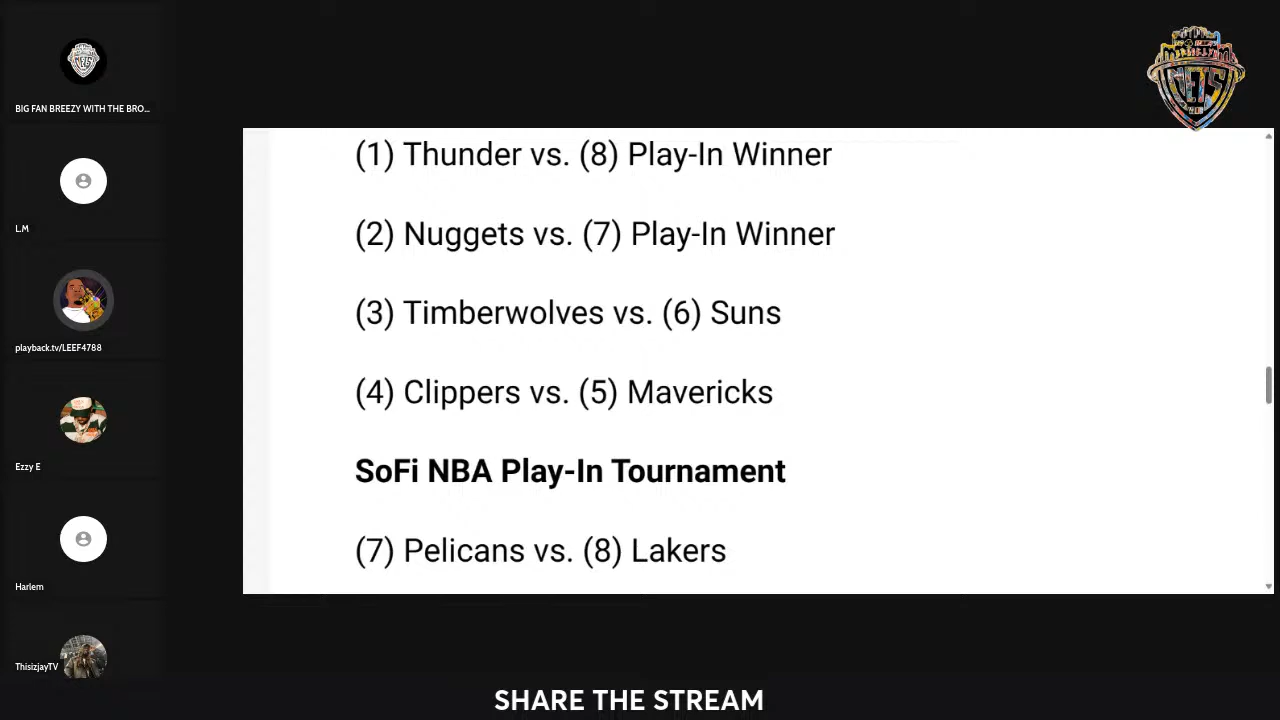 BIG FAN BREEZY WITH THE BRO...
L.M
playback.tv/LEEF4788
Ezzy E
Harlem
ThisizjayTV
(1) Thunder vs. (8) Play-In Winner
(2) Nuggets vs. (7) Play-In Winner
(3) Timberwolves vs. (6) Suns
(4) Clippers vs. (5) Mavericks
SoFi NBA Play-In Tournament
(7) Pelicans vs. (8) Lakers
NETS
SHARE THE STREAM